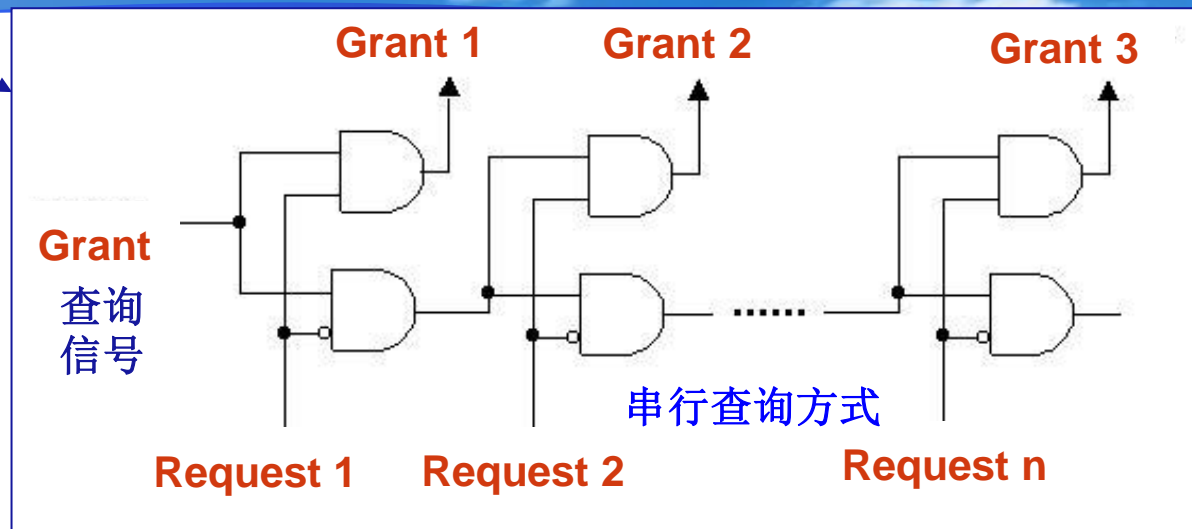 Grant 1
Grant 2
Grant 3
Grant
查询
信号
......
串行查询方式
Request 1
Request 2
Request n